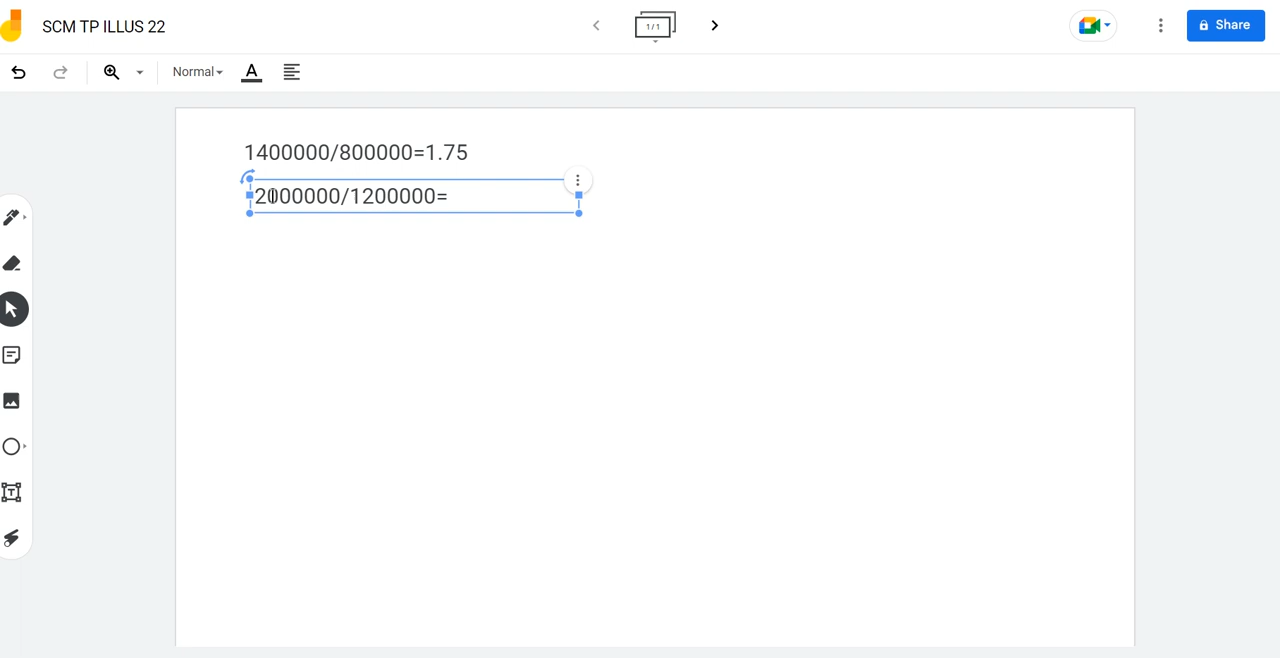 SCM TP ILLUS 22
1/1
Share
Normal
A
1400000/800000=1.75
2000000/1200000=